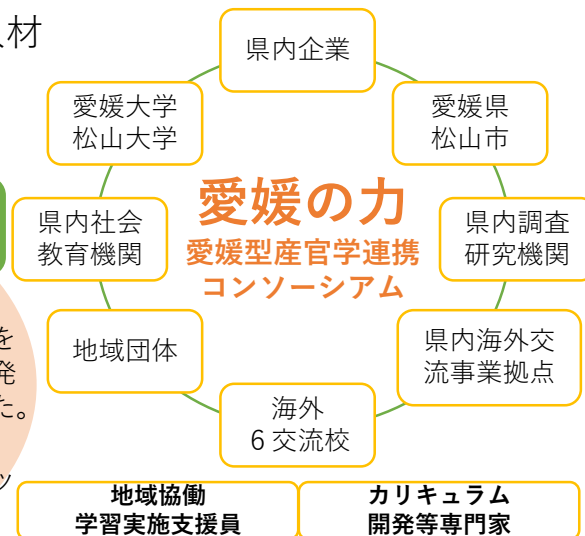 材
県内企業
愛媛大学
松山大学
愛媛県
松山市
愛媛の力
愛媛型産官学連携
コンソーシアム
県内社会
教育機関
県内調査
研究機関
地域団体
県内海外交
流事業拠点
海外
６交流校
を
発
た。
ッ
地域協働
学習実施支援員
カリキュラム
開発等専門家